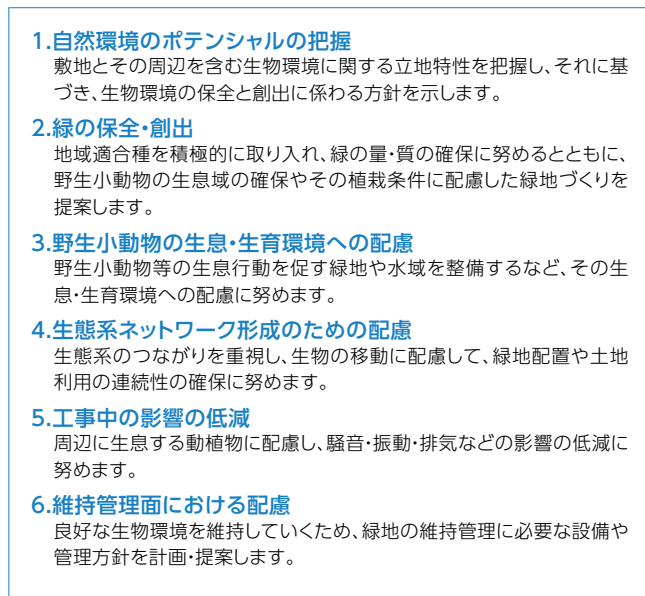 1.自然環境のポテンシャルの把握
敷地とその周辺を含む生物環境に関する立地特性を把握し、それに基
づき、生物環境の保全と創出に係わる方針を示します。
2.緑の保全・創出
地域適合種を積極的に取り入れ、緑の量・質の確保に努めるとともに、
野生小動物の生息域の確保やその植栽条件に配慮した緑地づくりを
提案します。
3.野生小動物の生息・生育環境への配慮
野生小動物等の生息行動を促す緑地や水域を整備するなど、その生
息・生育環境への配慮に努めます。
4.生態系ネットワーク形成のための配慮
生態系のつながりを重視し、生物の移動に配慮して、緑地配置や土地
利用の連続性の確保に努めます。
5.工事中の影響の低減
周辺に生息する動植物に配慮し、騒音・振動・排気などの影響の低減に
努めます。
6.維持管理面における配慮
良好な生物環境を維持していくため、緑地の維持管理に必要な設備や
管理方針を計画・提案します。